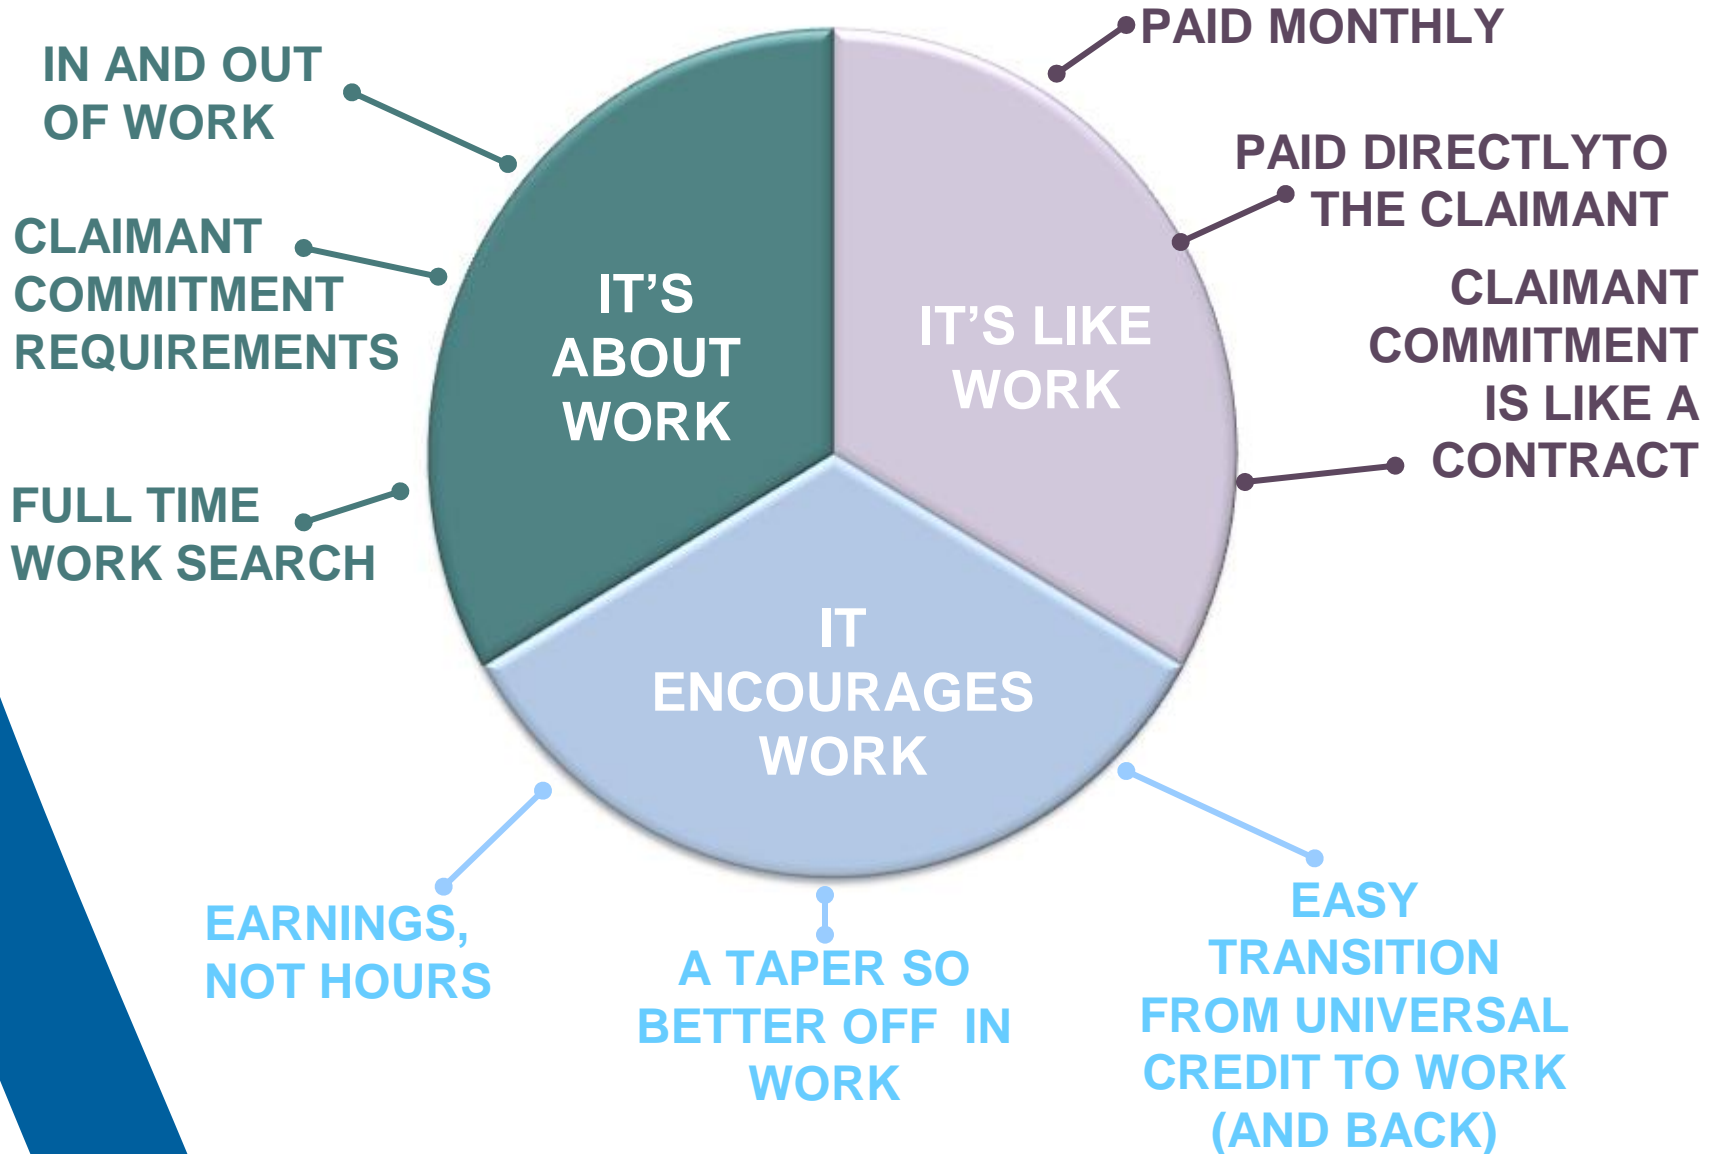 IN AND OUT
OF WORK
CLAIMANT
COMMITMENT
REQUIREMENTS
FULL TIME
WORK SEARCH
IT’S
ABOUT
WORK
IT’S LIKE
WORK
PAID MONTHLY
PAID DIRECTLYTO
THE CLAIMANT
CLAIMANT
COMMITMENT
IS LIKE A
CONTRACT
IT
ENCOURAGES
WORK
EARNINGS,
NOT HOURS
A TAPER SO
BETTER OFF  IN
WORK
EASY
TRANSITION
FROM UNIVERSAL
CREDIT TO WORK
(AND BACK)